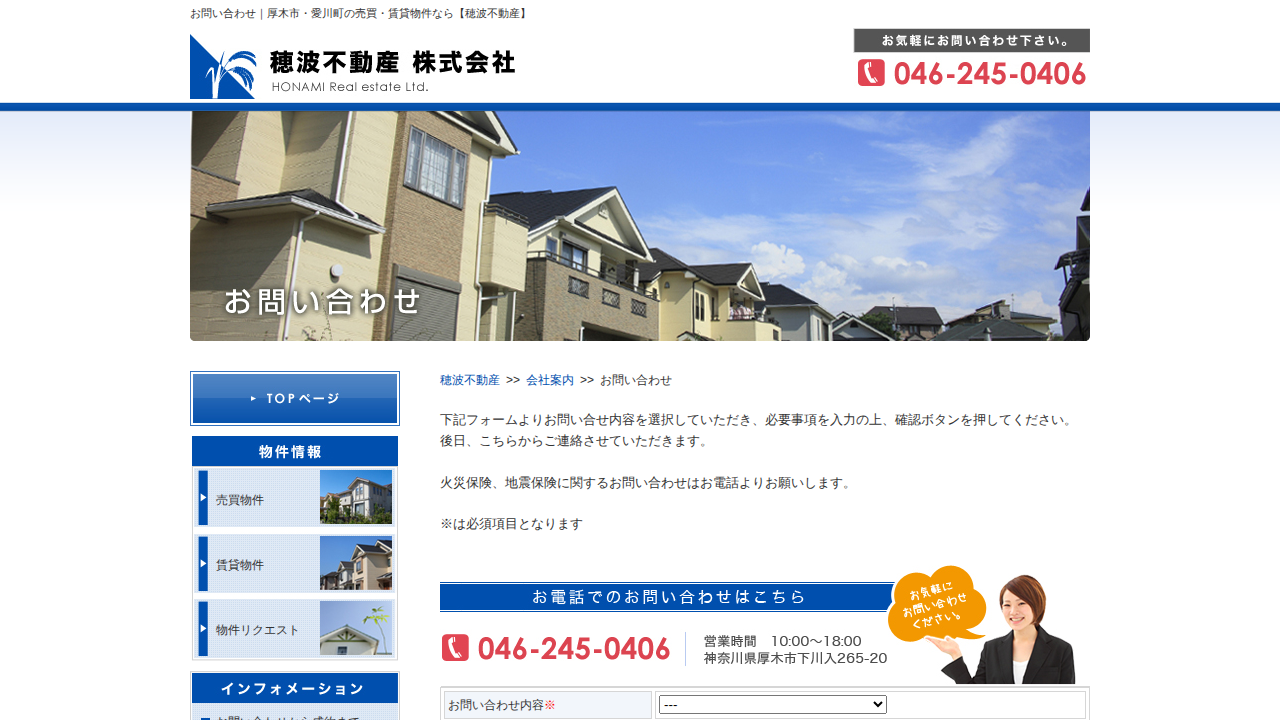 お問い合わせ｜厚木市・愛川町の売買・賃貸物件なら【穂波不動産】
お気軽にお問い合わせ下さい。
穂波不動産 株式会社
HONAMI Real estate Ltd.
046-245-0406
お問い合わせ
TOPページ
物件情報
売買物件
賃貸物件
物件リクエスト
インフォメーション
お問い合わせから成約まで
穂波不動産 >> 会社案内 >> お問い合わせ
下記フォームよりお問い合せ内容を選択していただき、必要事項を入力の上、確認ボタンを押してください。
後日、こちらからご連絡させていただきます。
火災保険、地震保険に関するお問い合わせはお電話よりお願いします。
※は必須項目となります
お電話でのお問い合わせはこちら
お気軽に
お問い合わせ
ください。
046-245-0406
営業時間 10:00～18:00
神奈川県厚木市下川入265-20
お問い合わせ内容※
---